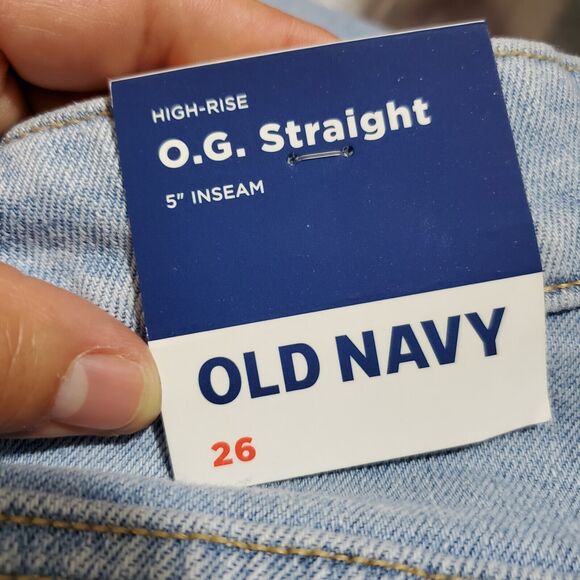 HIGH-RISE
O.G. Straight
5" INSEAM
OLD NAVY
26